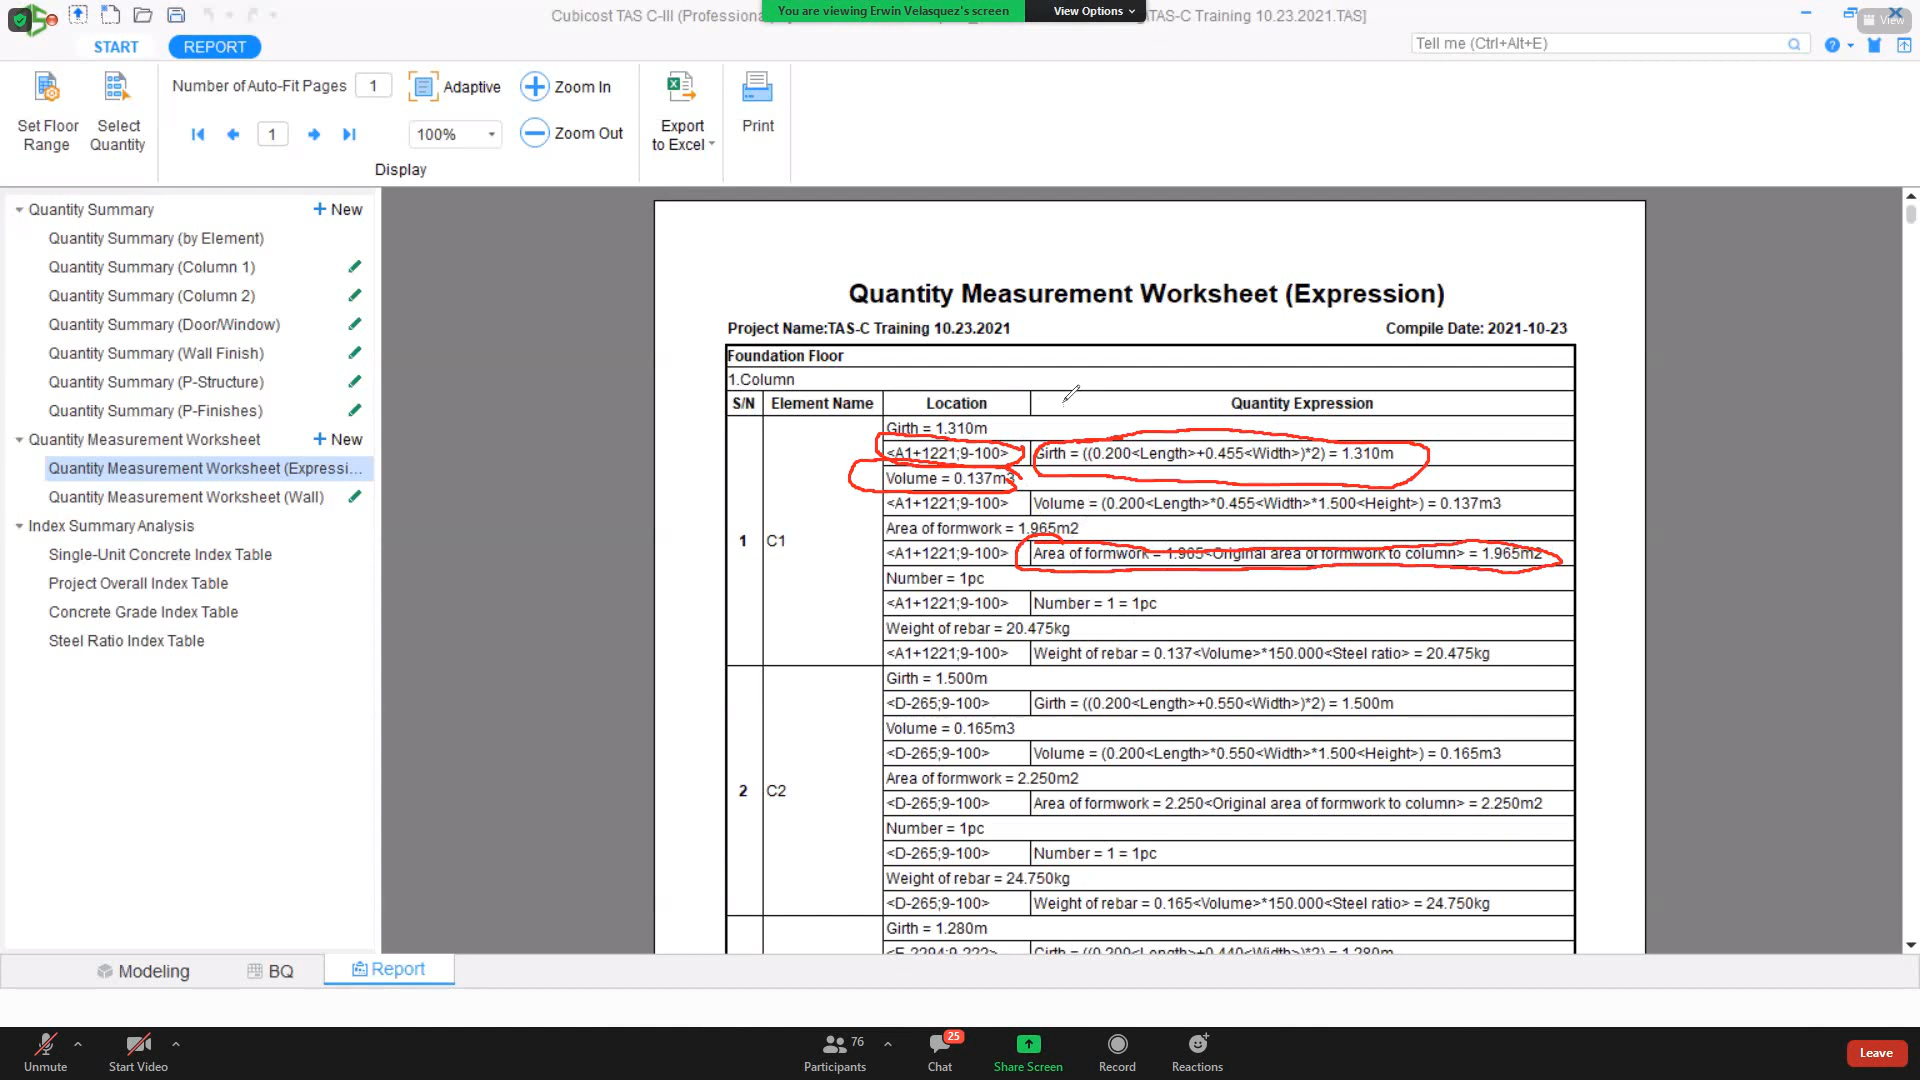 Cubicost TAS C-III (Professiona
You are viewing Erwin Velasquez's screen
View Options
TAS-C Training 10.23.2021.TAS]
View
START
REPORT
Tell me (Ctrl+Alt+E)
Set Floor Range
Select Quantity
Number of Auto-Fit Pages 1
Adaptive
Zoom In
1
100%
Zoom Out
Display
Export to Excel
Print
Quantity Summary
+ New
Quantity Summary (by Element)
Quantity Summary (Column 1)
Quantity Summary (Column 2)
Quantity Summary (Door/Window)
Quantity Summary (Wall Finish)
Quantity Summary (P-Structure)
Quantity Summary (P-Finishes)
Quantity Measurement Worksheet
+ New
Quantity Measurement Worksheet (Expressi...
Quantity Measurement Worksheet (Wall)
Index Summary Analysis
Single-Unit Concrete Index Table
Project Overall Index Table
Concrete Grade Index Table
Steel Ratio Index Table
Quantity Measurement Worksheet (Expression)
Project Name:TAS-C Training 10.23.2021
Compile Date: 2021-10-23
Foundation Floor
1.Column
S/N Element Name Location Quantity Expression
1 C1
Girth = 1.310m
<A1+1221;9-100> Girth = ((0.200<Length>+0.455<Width>)*2) = 1.310m
Volume = 0.137m3
<A1+1221;9-100> Volume = (0.200<Length>*0.455<Width>*1.500<Height>) = 0.137m3
Area of formwork = 1.965m2
<A1+1221;9-100> Area of formwork = 1.965<Original area of formwork to column> = 1.965m2
Number = 1pc
<A1+1221;9-100> Number = 1 = 1pc
Weight of rebar = 20.475kg
<A1+1221;9-100> Weight of rebar = 0.137<Volume>*150.000<Steel ratio> = 20.475kg
2 C2
Girth = 1.500m
<D-265;9-100> Girth = ((0.200<Length>+0.550<Width>)*2) = 1.500m
Volume = 0.165m3
<D-265;9-100> Volume = (0.200<Length>*0.550<Width>*1.500<Height>) = 0.165m3
Area of formwork = 2.250m2
<D-265;9-100> Area of formwork = 2.250<Original area of formwork to column> = 2.250m2
Number = 1pc
<D-265;9-100> Number = 1 = 1pc
Weight of rebar = 24.750kg
<D-265;9-100> Weight of rebar = 0.165<Volume>*150.000<Steel ratio> = 24.750kg
Girth = 1.280m
<E-2294;9-222> Girth = ((0.200<Length>+0.440<Width>)*2) = 1.280m
Modeling
BQ
Report
Unmute
Start Video
Participants 76
Chat 25
Share Screen
Record
Reactions
Leave